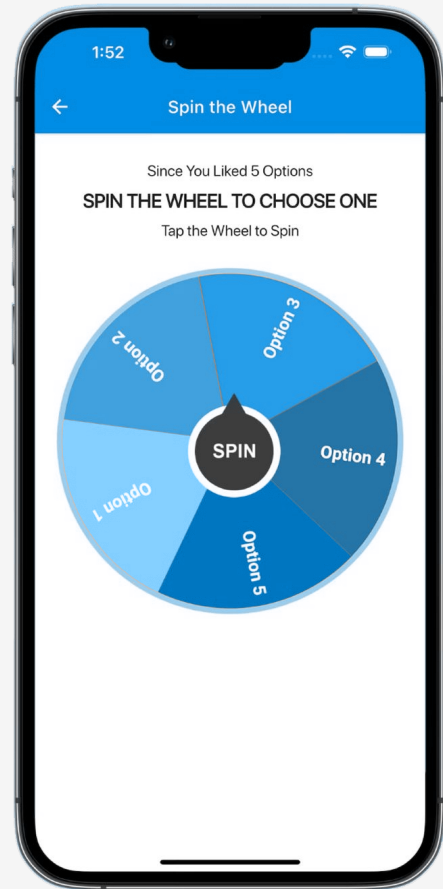 1:52
Spin the Wheel
Since You Liked 5 Options
SPIN THE WHEEL TO CHOOSE ONE
Tap the Wheel to Spin
Option 1
Option 2
Option 3
Option 4
Option 5
SPIN